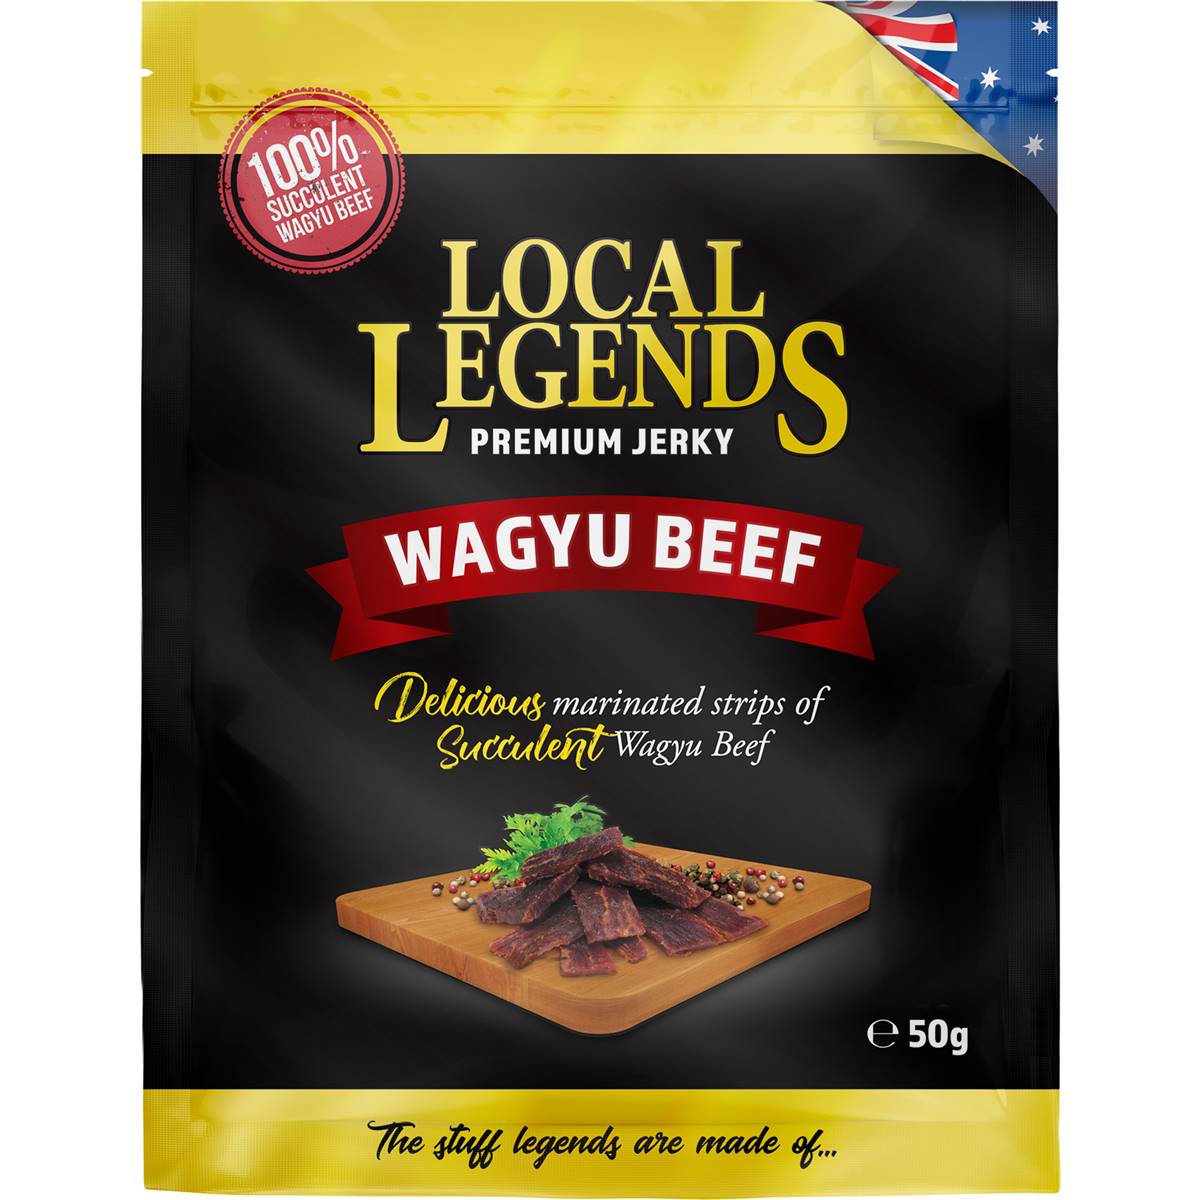 100%
SUCCULENT
WAGYU BEEF
LOCAL
LEGENDS
PREMIUM JERKY
WAGYU BEEF
Delicious marinated strips of
Succulent Wagyu Beef
℮ 50g
The stuff legends are made of...